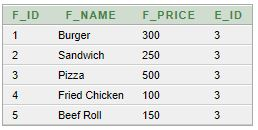 F_ID F_NAME F_PRICE E_ID
1 Burger 300 3
2 Sandwich 250 3
3 Pizza 500 3
4 Fried Chicken 100 3
5 Beef Roll 150 3